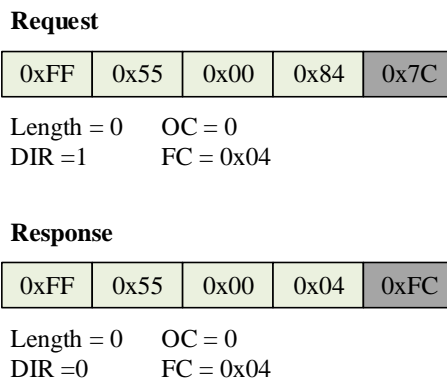 Request
0xFF 0x55 0x00 0x84 0x7C
Length = 0 OC = 0
DIR =1 FC = 0x04
Response
0xFF 0x55 0x00 0x04 0xFC
Length = 0 OC = 0
DIR =0 FC = 0x04